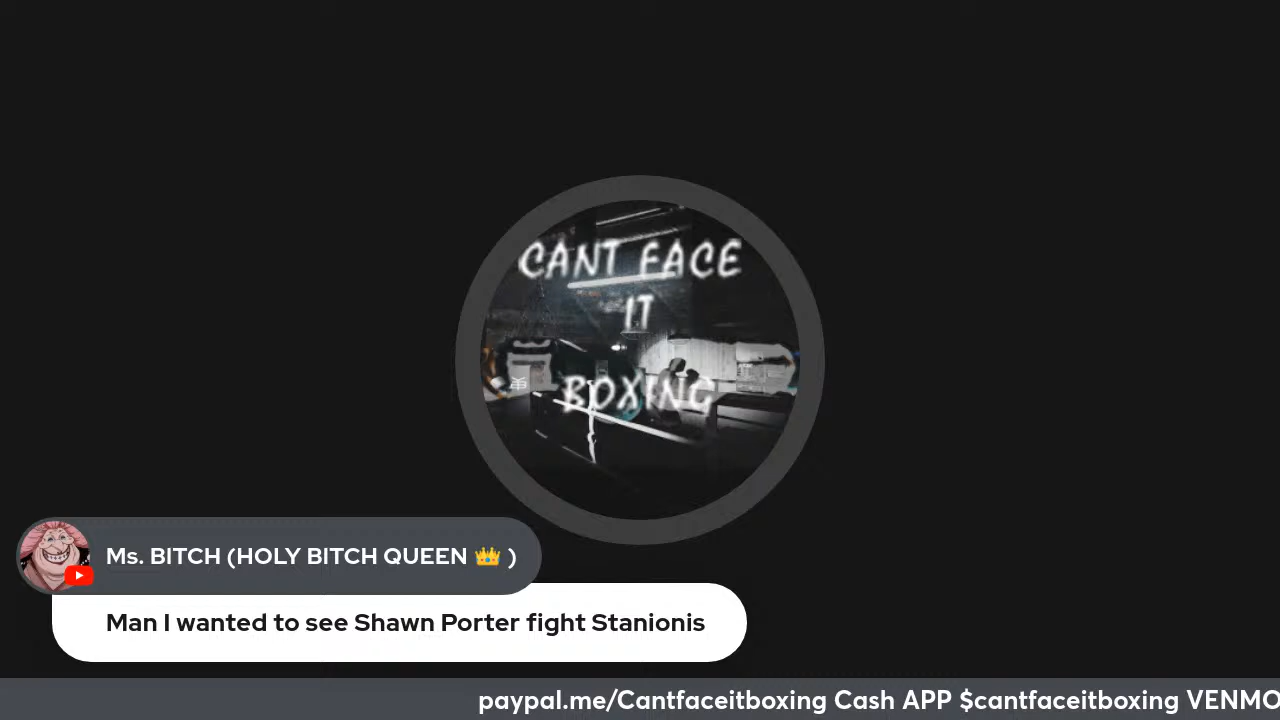 CANT FACE
IT
BOXING
Ms. BITCH (HOLY BITCH QUEEN 👑 )
Man I wanted to see Shawn Porter fight Stanionis
paypal.me/Cantfaceitboxing Cash APP $cantfaceitboxing VENMO